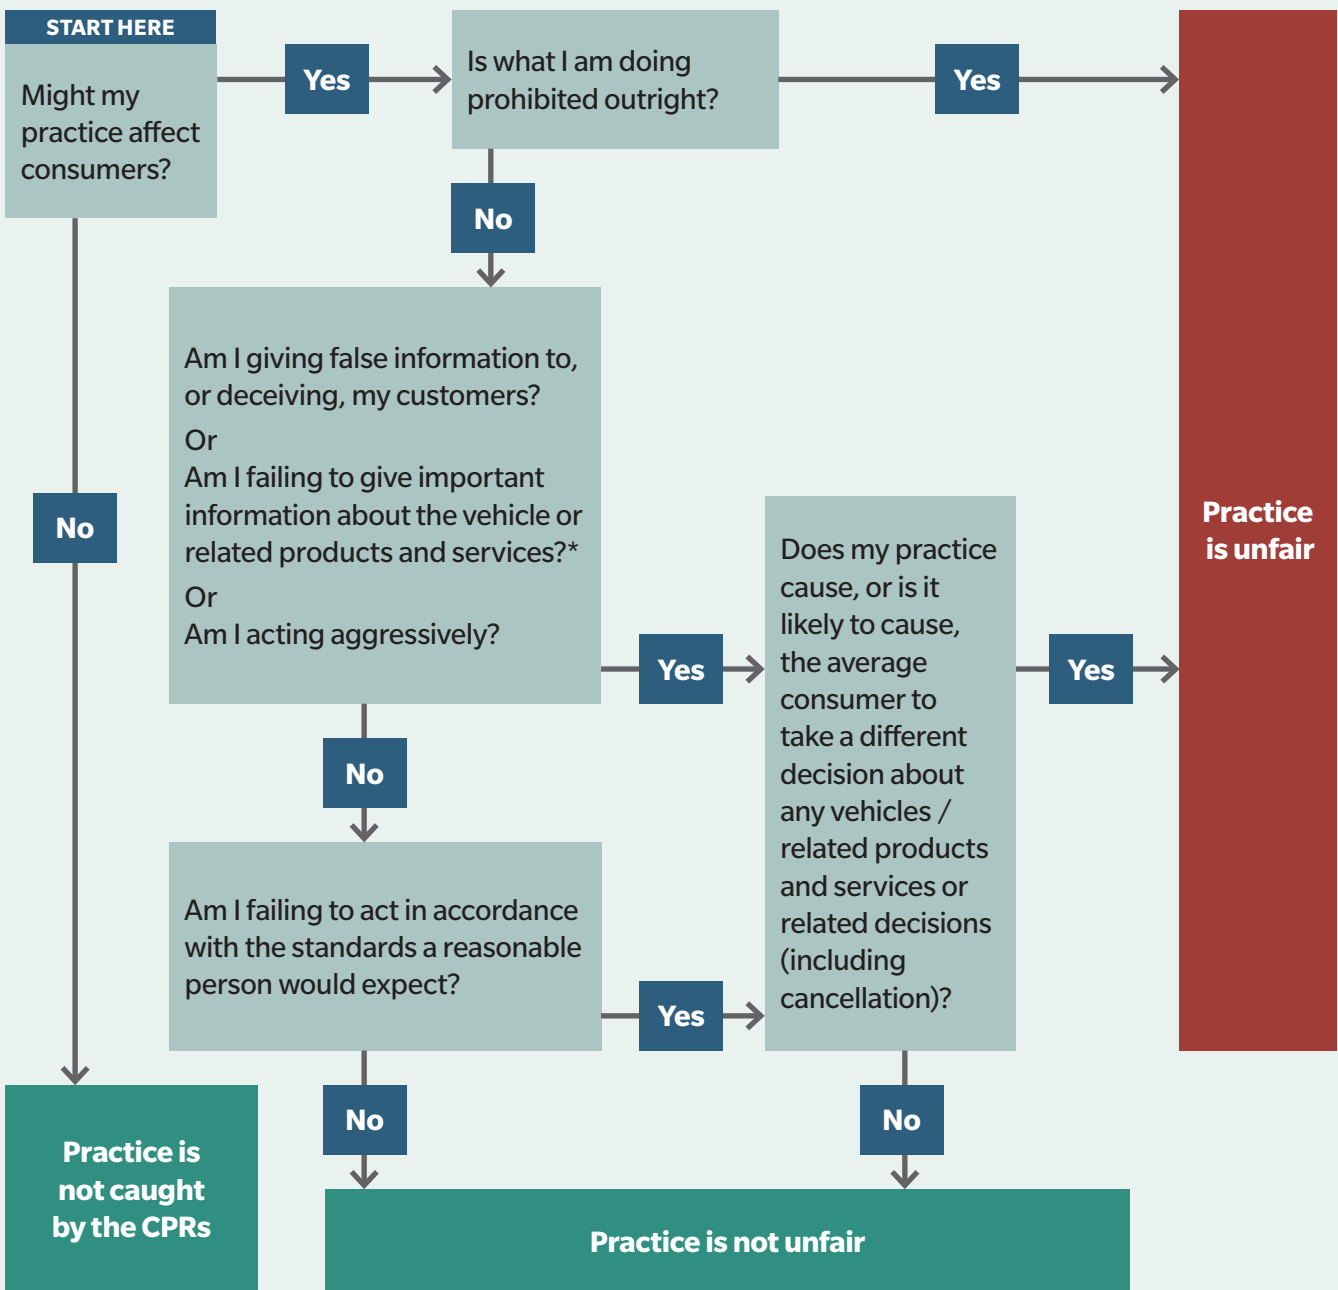 START HERE
Might my
practice affect
consumers?
Yes
Is what I am doing
prohibited outright?
Yes
No
Am I giving false information to,
or deceiving, my customers?
Or
Am I failing to give important
information about the vehicle or
related products and services?*
Or
Am I acting aggressively?
No
Yes
Does my practice
cause, or is it
likely to cause,
the average
consumer to
take a different
decision about
any vehicles /
related products
and services or
related decisions
(including
cancellation)?
Yes
Practice
is unfair
No
Am I failing to act in accordance
with the standards a reasonable
person would expect?
Yes
No
No
Practice is
not caught
by the CPRs
Practice is not unfair